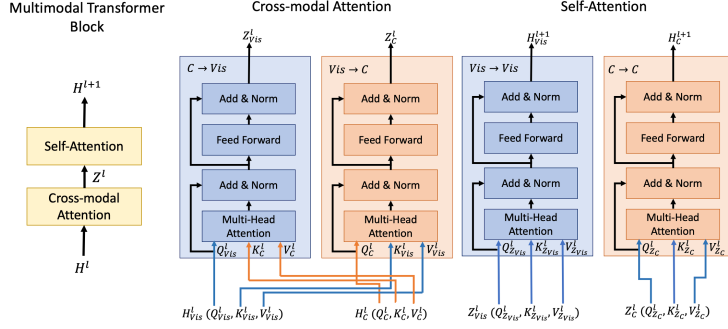 Multimodal Transformer
Block
H^{l+1}
Self-Attention
Z^l
Cross-modal
Attention
H^l
Cross-modal Attention
Z^l_{Vis}
C → Vis
Add & Norm
Feed Forward
Add & Norm
Multi-Head
Attention
Q^l_{Vis} K^l_C V^l_C
H^l_{Vis} (Q^l_{Vis}, K^l_{Vis}, V^l_{Vis})
Z^l_C
Vis → C
Add & Norm
Feed Forward
Add & Norm
Multi-Head
Attention
Q^l_C K^l_{Vis} V^l_{Vis}
H^l_C (Q^l_C, K^l_C, V^l_C)
Self-Attention
H^{l+1}_{Vis}
Vis → Vis
Add & Norm
Feed Forward
Add & Norm
Multi-Head
Attention
Q^l_{Z_{Vis}} K^l_{Z_{Vis}} V^l_{Z_{Vis}}
Z^l_{Vis} (Q^l_{Z_{Vis}}, K^l_{Z_{Vis}}, V^l_{Z_{Vis}})
H^{l+1}_C
C → C
Add & Norm
Feed Forward
Add & Norm
Multi-Head
Attention
Q^l_{Z_C} K^l_{Z_C} V^l_{Z_C}
Z^l_C (Q^l_{Z_C}, K^l_{Z_C}, V^l_{Z_C})